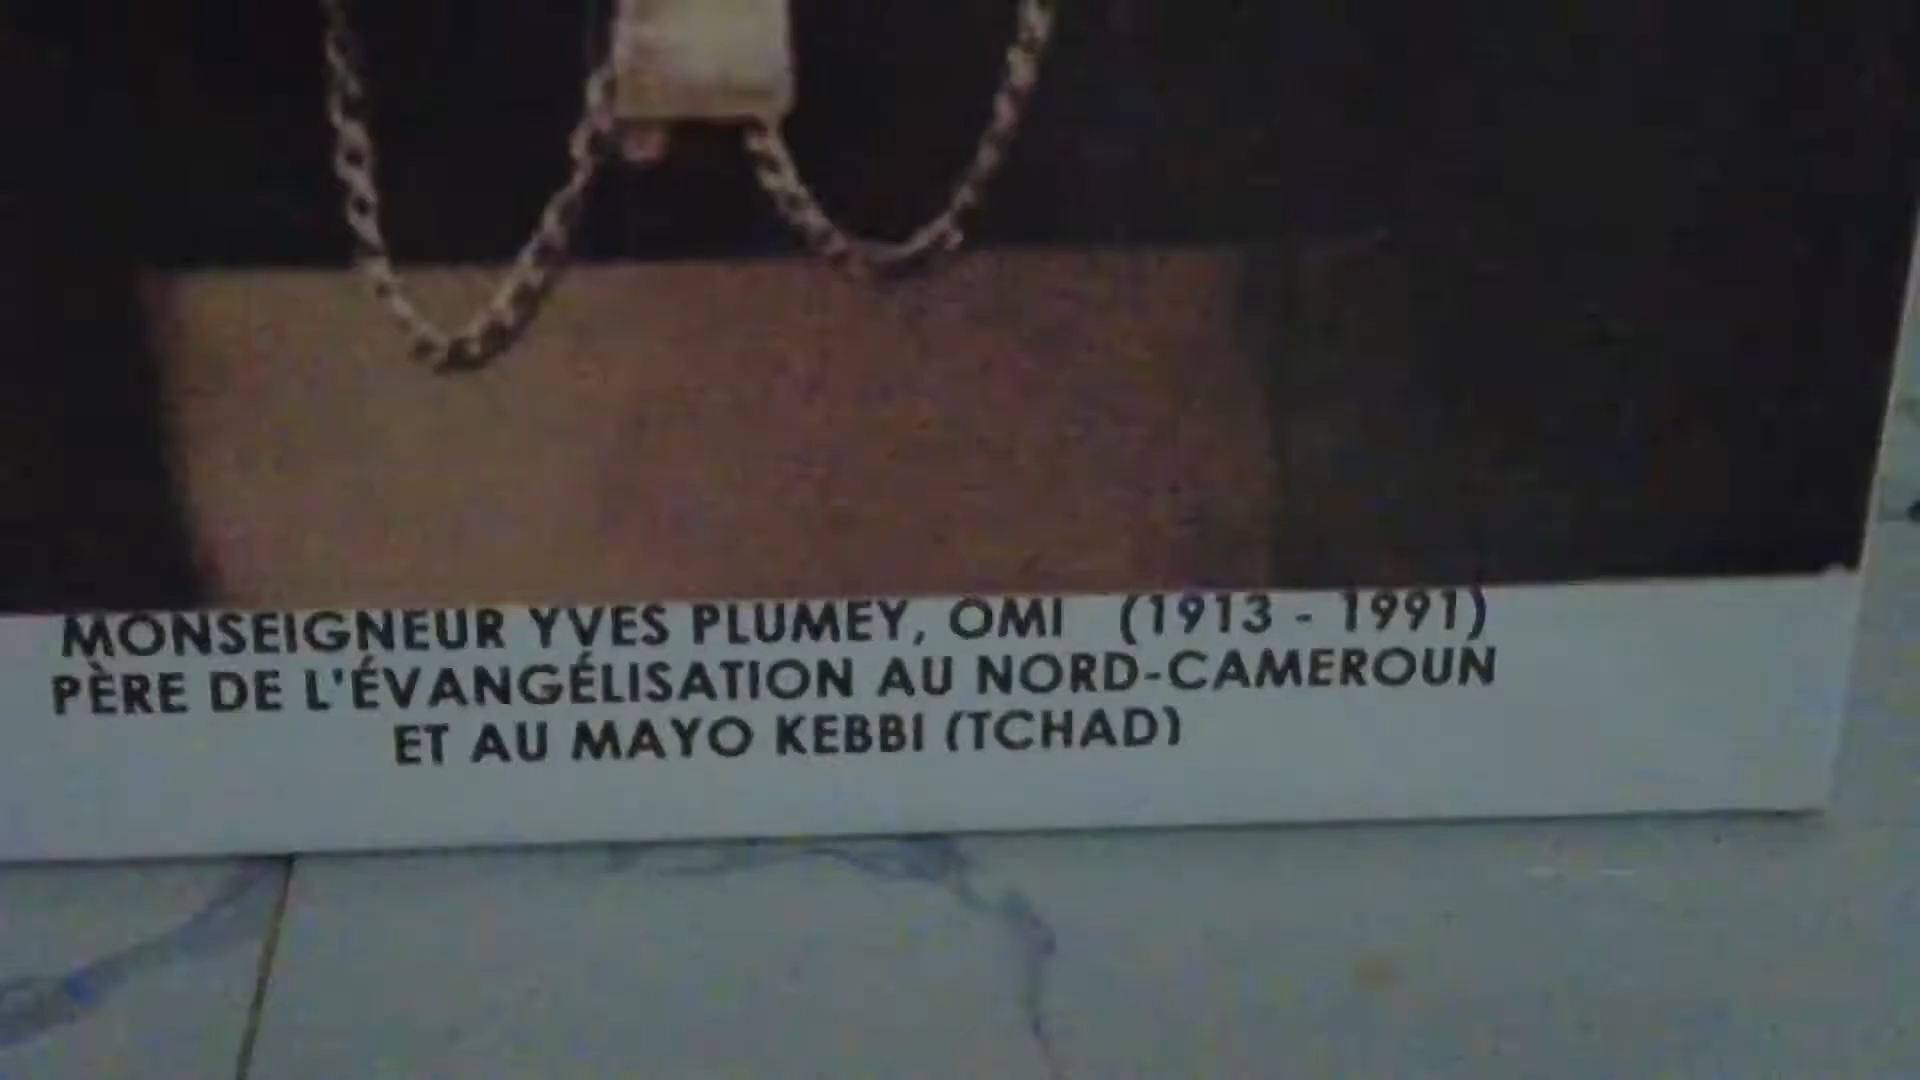 MONSEIGNEUR YVES PLUMEY, OMI (1913 - 1991)
PÈRE DE L'ÉVANGÉLISATION AU NORD-CAMEROUN
ET AU MAYO KEBBI (TCHAD)